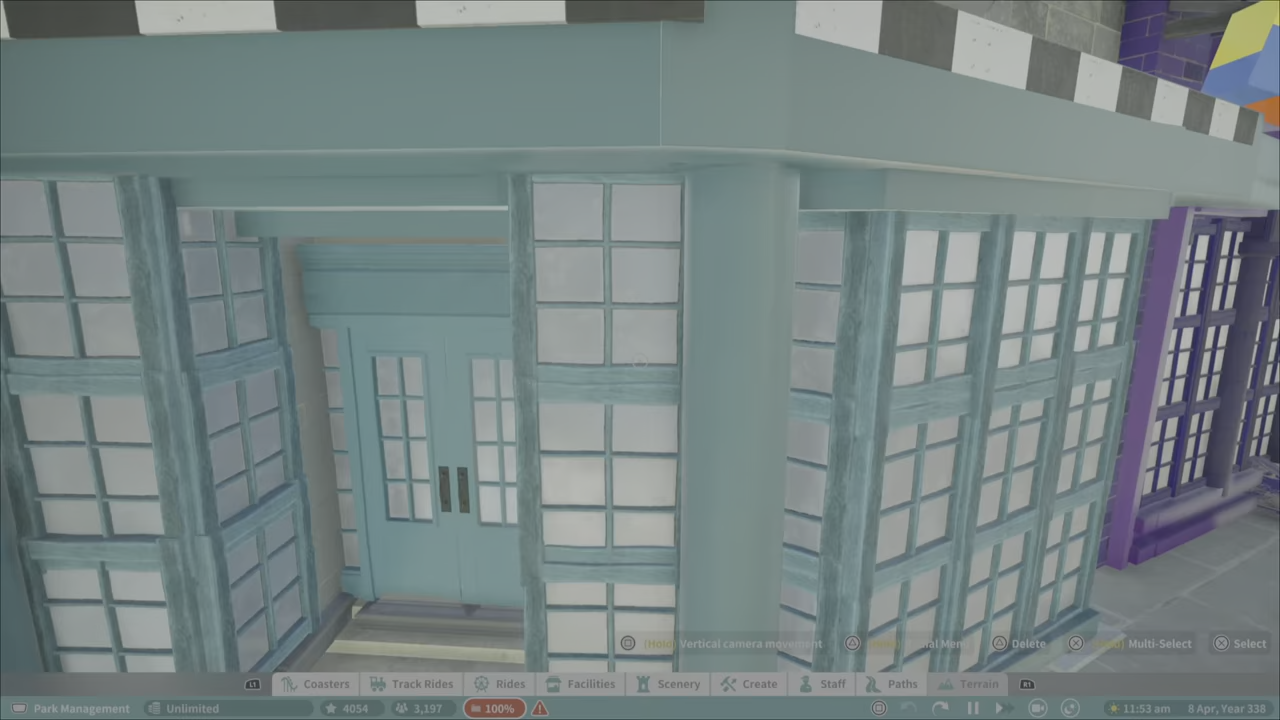 [Hold] Vertical camera movement Delete Multi-Select Select
L1 Coasters Track Rides Rides Facilities Scenery Create Staff Paths Terrain R1
Park Management Unlimited 4054 3,197 100% 11:53 am 8 Apr, Year 338